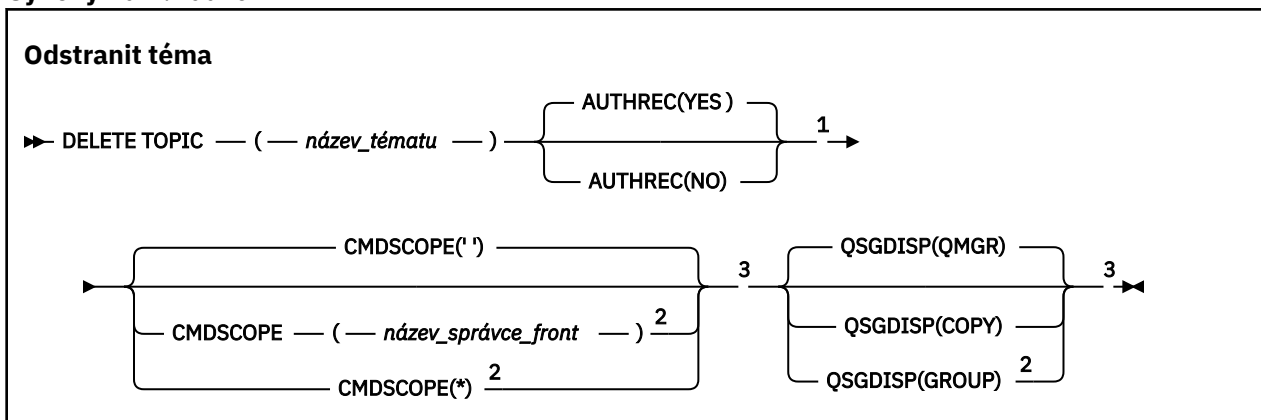 Odstranit téma
AUTHREC(YES )
DELETE TOPIC ( název_tématu ) 1
AUTHREC(NO)
CMDSCOPE(' ') QSGDISP(QMGR)
3 3
CMDSCOPE ( název_správce_front ) 2 QSGDISP(COPY)
CMDSCOPE(*) 2 QSGDISP(GROUP) 2